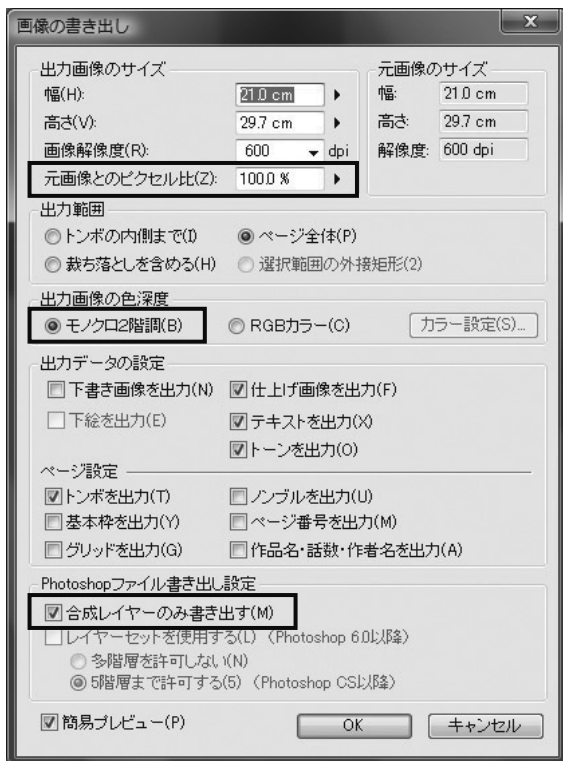 画像の書き出し
x
出力画像のサイズ
幅(H): 21.0 cm
高さ(V): 29.7 cm
画像解像度(R): 600 dpi
元画像とのピクセル比(Z): 100.0 %
元画像のサイズ
幅: 21.0 cm
高さ: 29.7 cm
解像度: 600 dpi
出力範囲
トンボの内側まで(I) ページ全体(P)
裁ち落としを含める(H) 選択範囲の外接矩形(2)
出力画像の色深度
モノクロ2階調(B) RGBカラー(C) カラー設定(S)...
出力データの設定
下書き画像を出力(N) 仕上げ画像を出力(F)
下絵を出力(E) テキストを出力(X)
トーンを出力(O)
ページ設定
トンボを出力(T) ノンブルを出力(U)
基本枠を出力(Y) ページ番号を出力(M)
グリッドを出力(G) 作品名・話数・作者名を出力(A)
Photoshopファイル書き出し設定
合成レイヤーのみ書き出す(M)
レイヤーセットを使用する(L) (Photoshop 6.0以降)
多階層を許可しない(N)
5階層まで許可する(5) (Photoshop CS以降)
簡易プレビュー(P) OK キャンセル